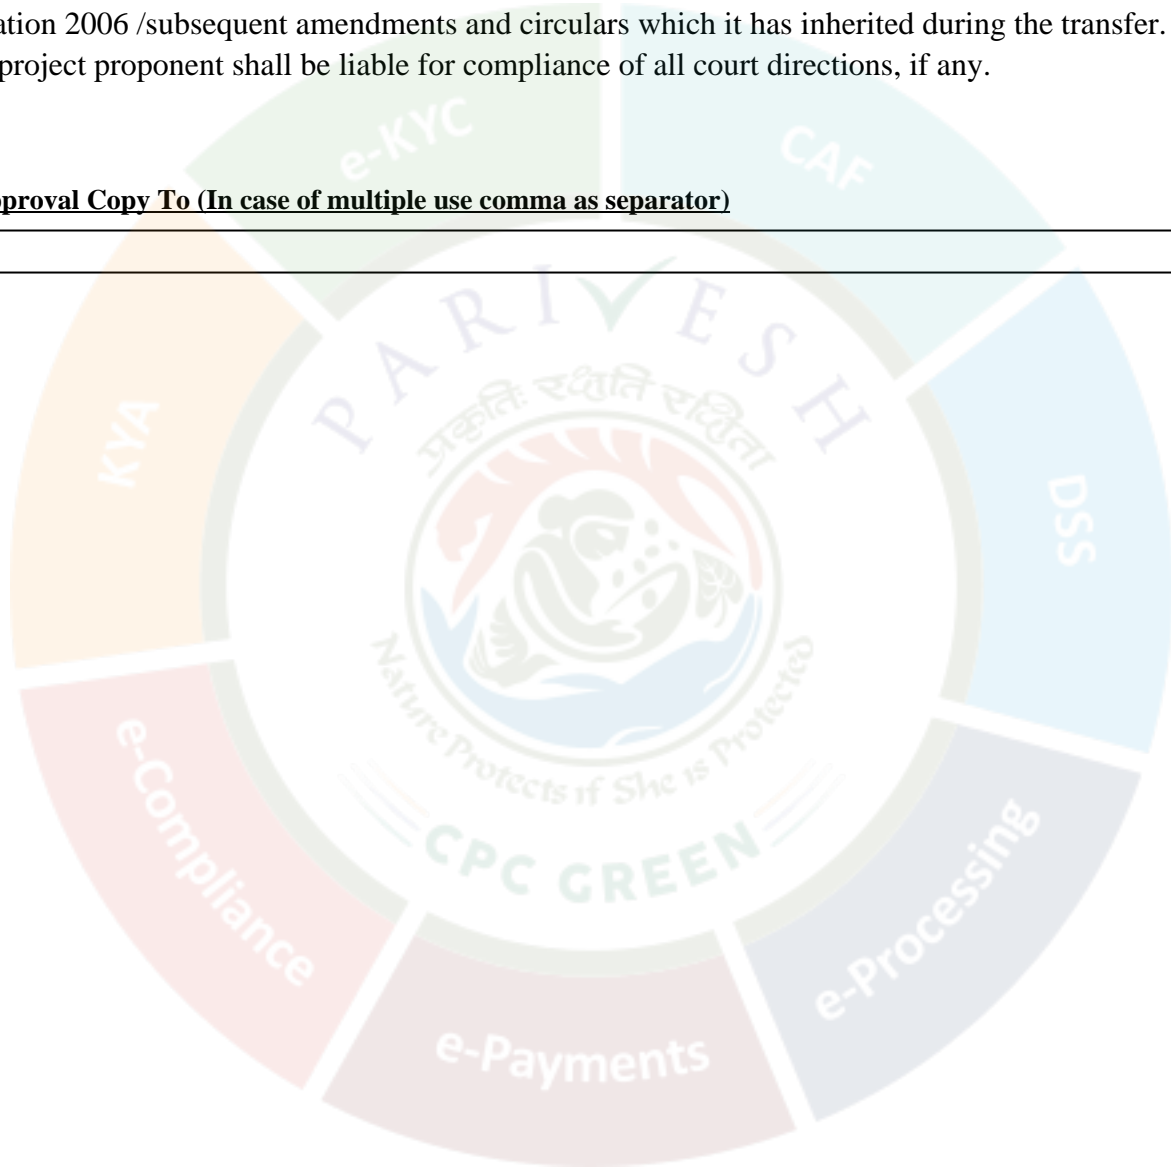 ation 2006 /subsequent amendments and circulars which it has inherited during the transfer.
project proponent shall be liable for compliance of all court directions, if any.
proval Copy To (In case of multiple use comma as separator)
e-KYC
CAF
KYA
DSS
PARIVESH
प्रकृतिः रक्षति रक्षिता
Nature Protects if She is Protected
CPC GREEN
e-Compliance
e-Processing
e-Payments